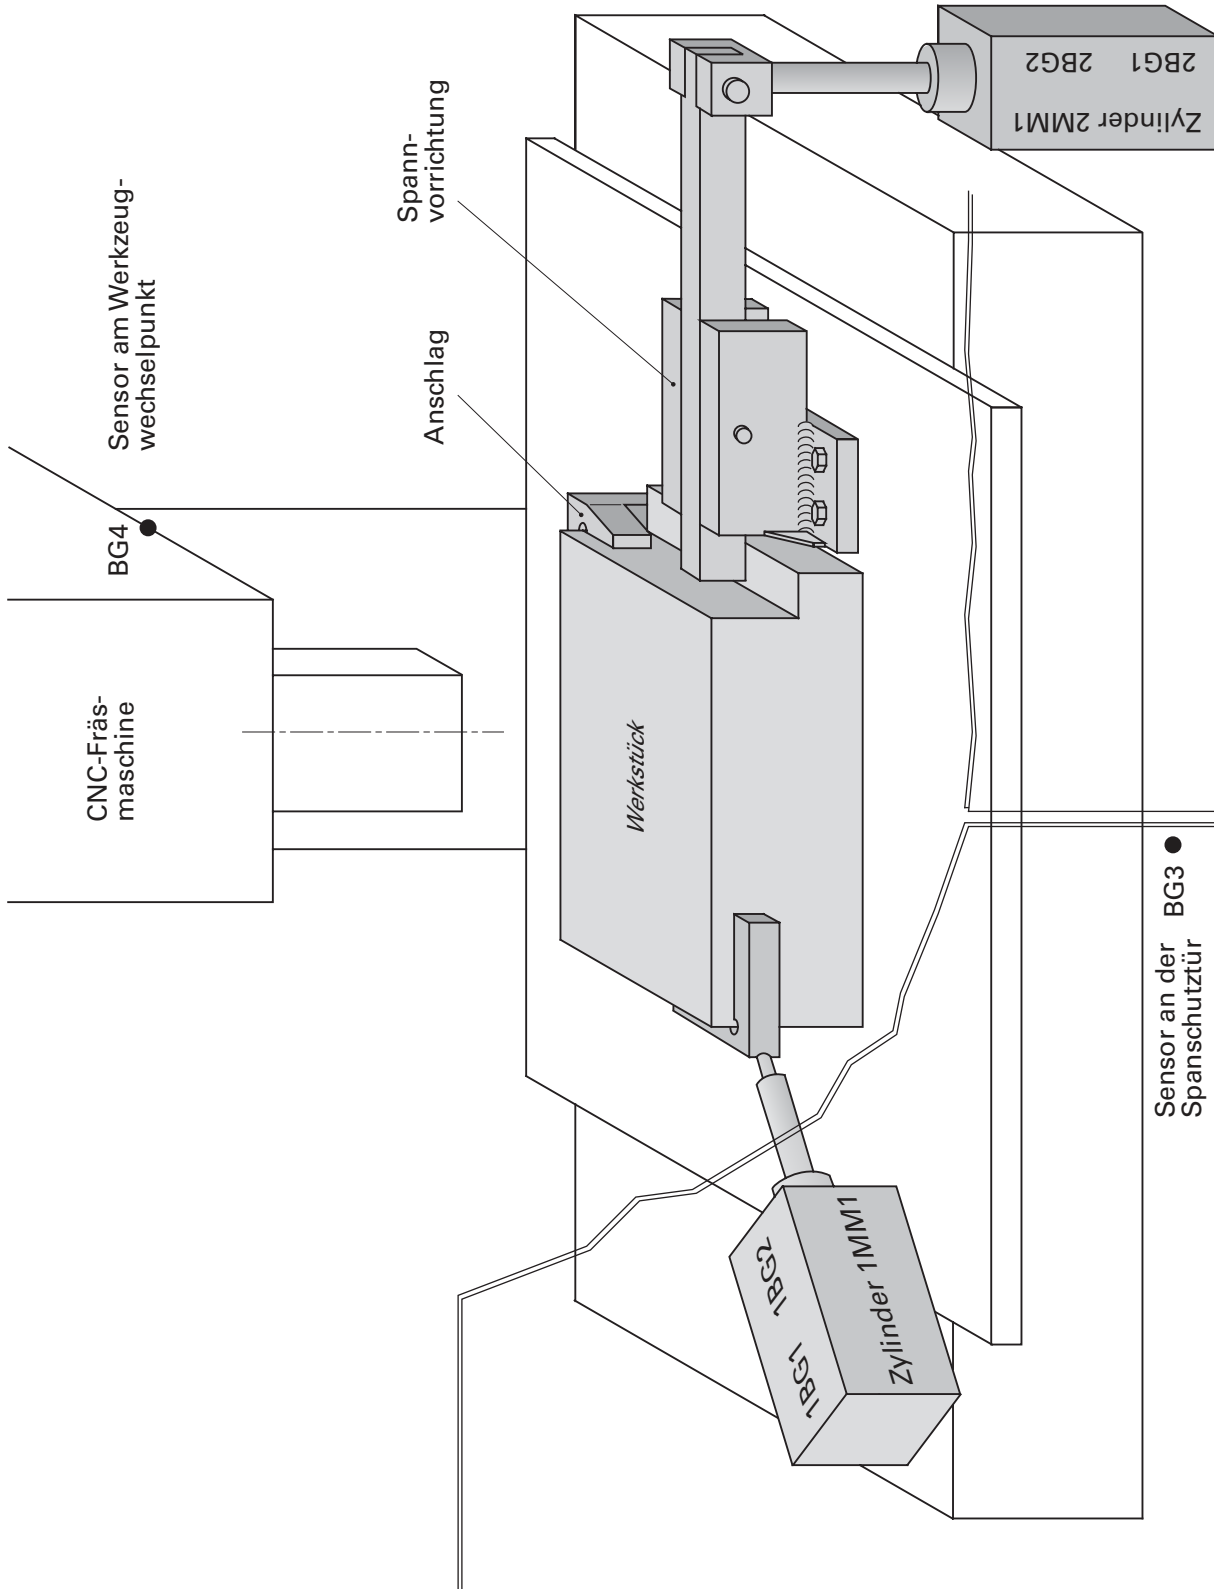 CNC-Fräs-
maschine
BG4
Sensor am Werkzeug-
wechselpunkt
Anschlag
Spann-
vorrichtung
Werkstück
1BG1 1BG2
Zylinder 1MM1
Sensor an der
Spanschutztür
BG3
Zylinder 2MM1
2BG2 2BG1